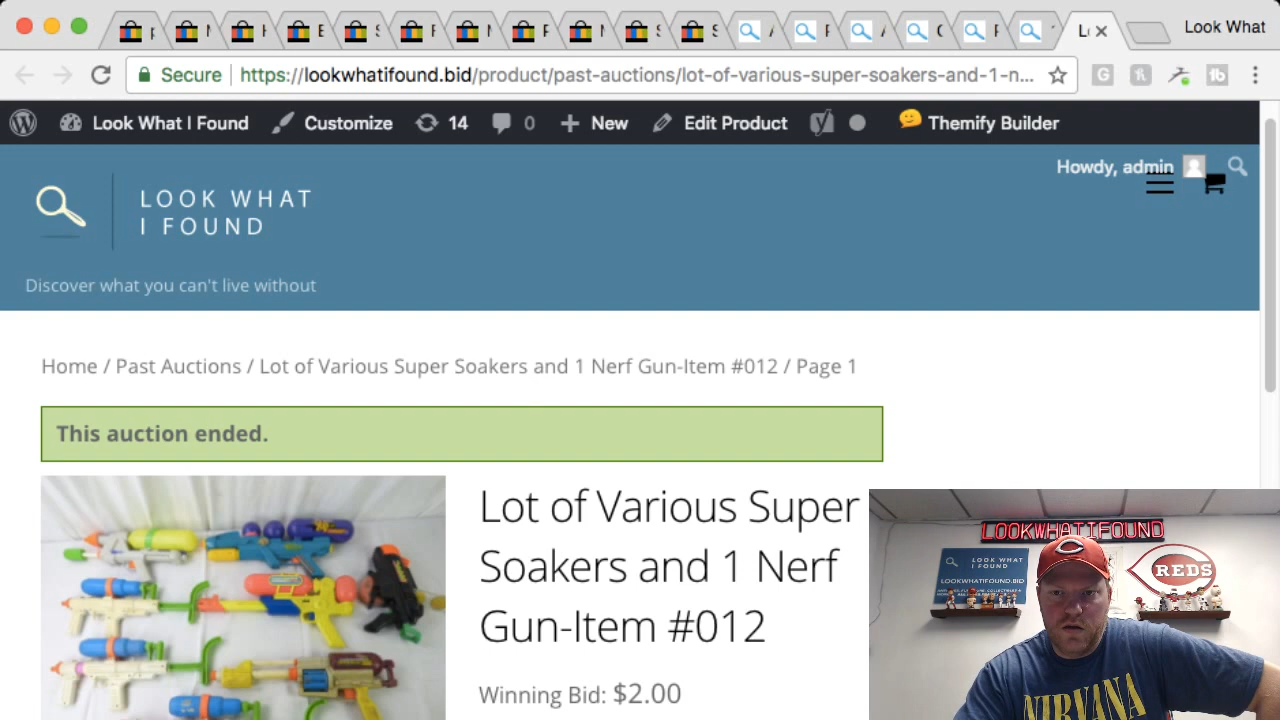 Look What
Secure https://lookwhatifound.bid/product/past-auctions/lot-of-various-super-soakers-and-1-n...
Look What I Found Customize 14 0 New Edit Product Themify Builder
Howdy, admin
LOOK WHAT
I FOUND
Discover what you can't live without
Home / Past Auctions / Lot of Various Super Soakers and 1 Nerf Gun-Item #012 / Page 1
This auction ended.
Lot of Various Super
Soakers and 1 Nerf
Gun-Item #012
Winning Bid: $2.00
LOOKWHATIFOUND
LOOK WHAT
I FOUND
LOOKWHATIFOUND.BID
REDS
NIRVANA